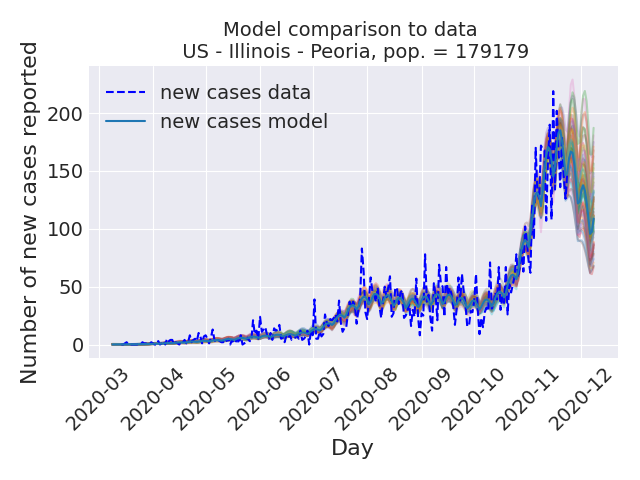 Model comparison to data
US - Illinois - Peoria, pop. = 179179
new cases data
new cases model
Number of new cases reported
200
150
100
50
0
2020-03
2020-04
2020-05
2020-06
2020-07
2020-08
2020-09
2020-10
2020-11
2020-12
Day